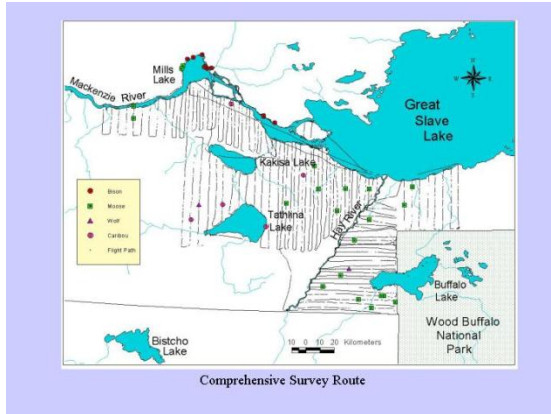 Mills
Lake
Mackenzie
River
Great
Slave
Lake
N
Kakisa Lake
Tathlina
Lake
Hay River
Bison
Moose
Wolf
Caribou
Flight Path
Buffalo
Lake
Wood Buffalo
National
Park
Bistcho
Lake
10 0 10 20 Kilometers
Comprehensive Survey Route